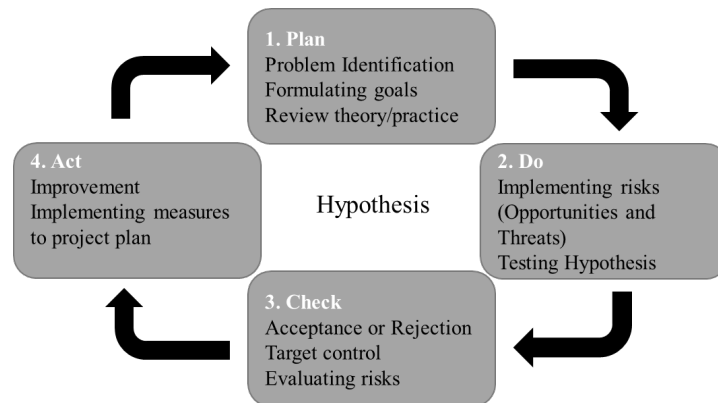 1. Plan
Problem Identification
Formulating goals
Review theory/practice
2. Do
Implementing risks
(Opportunities and
Threats)
Testing Hypothesis
3. Check
Acceptance or Rejection
Target control
Evaluating risks
4. Act
Improvement
Implementing measures
to project plan
Hypothesis